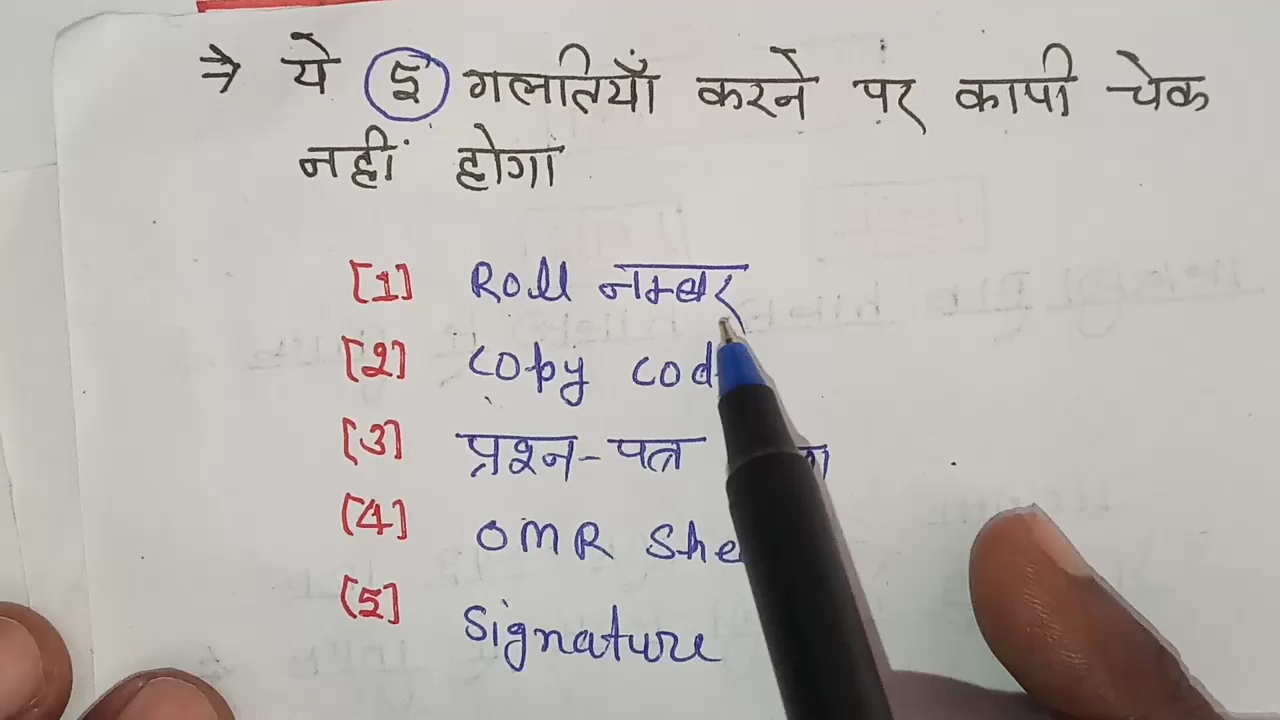 ⇒ ये 5 गलतियाँ करने पर कापी चेक
नहीं होगा
[1] Roll नम्बर
[2] Copy cod
[3] प्रश्न-पत्र
[4] OMR She
[5] Signature